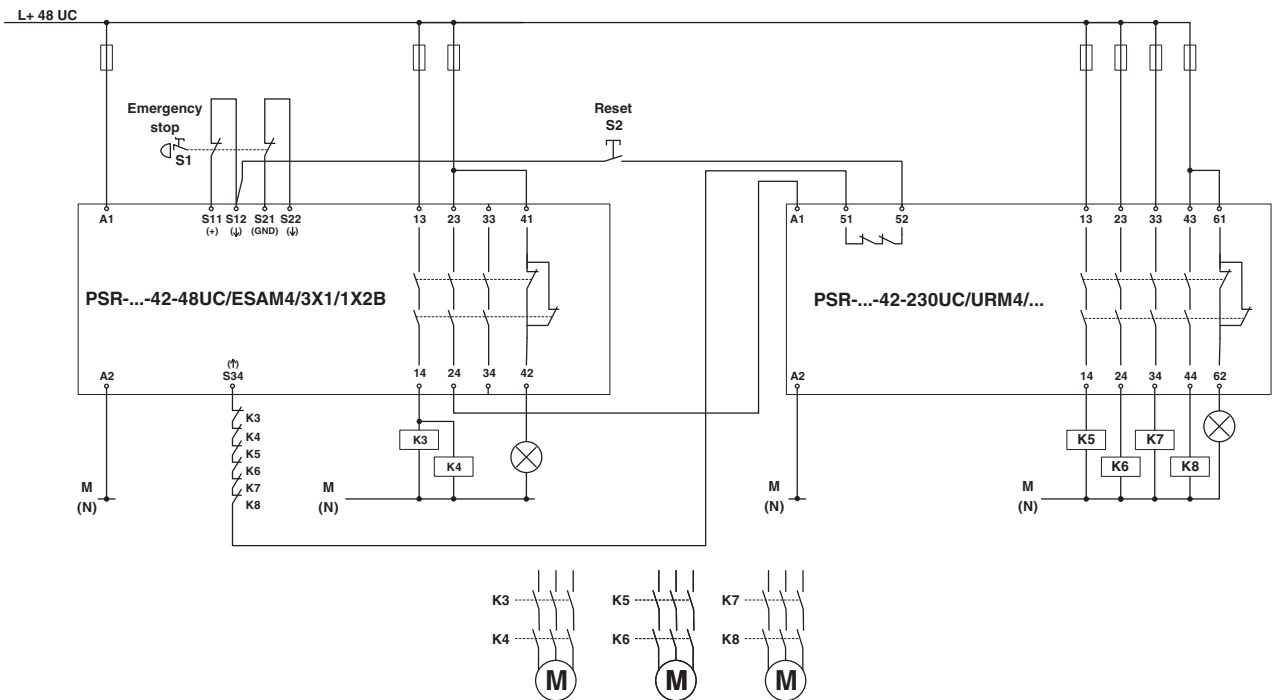 L+ 48 UC
Emergency
stop
S1
Reset
S2
A1
S11
(+)
S12
(↓)
S21
(GND)
S22
(↓)
13
23
33
41
A1
51
52
13
23
33
43
61
PSR-...-42-48UC/ESAM4/3X1/1X2B
PSR-...-42-230UC/URM4/...
A2
(↑)
S34
14
24
34
42
A2
14
24
34
44
62
K3
K4
K5
K6
K7
K8
K3
K4
K5
K6
K7
K8
M
(N)
M
(N)
M
(N)
M
(N)
K3
K4
M
K5
K6
M
K7
K8
M